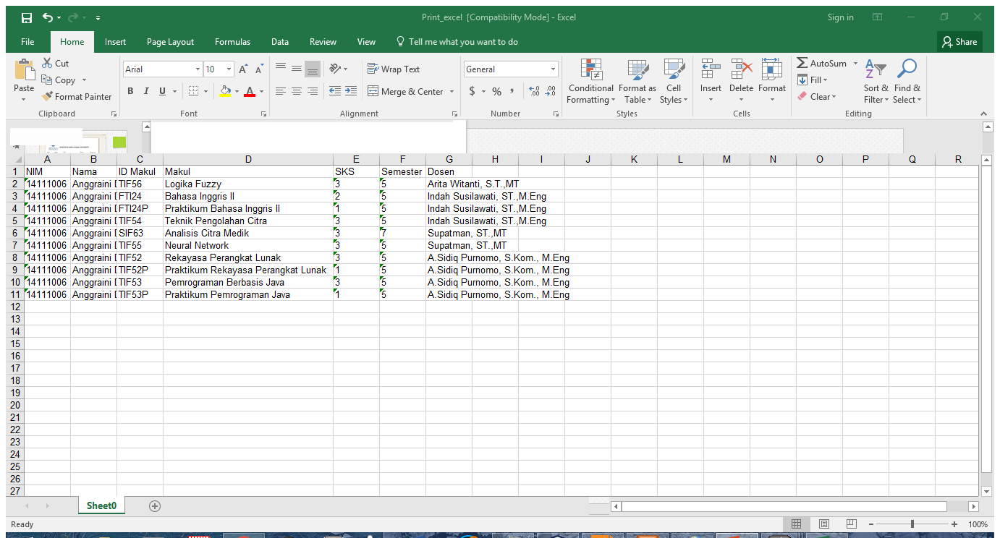 Print_excel [Compatibility Mode] - Excel Sign in
File Home Insert Page Layout Formulas Data Review View Tell me what you want to do Share
Paste Cut Copy Format Painter Clipboard
Arial 10 A A B I U A Font
Wrap Text Merge & Center Alignment
General $ % , .00 .00 Number
Conditional Formatting Format as Table Cell Styles Styles
Insert Delete Format Cells
AutoSum Fill Clear Sort & Filter Find & Select Editing
A B C D E F G H I J K L M N O P Q R
1 NIM Nama ID Makul Makul SKS Semester Dosen
2 14111006 Anggraini TIF56 Logika Fuzzy 3 5 Arita Witanti, S.T.,MT
3 14111006 Anggraini FTI24 Bahasa Inggris II 2 5 Indah Susilawati, ST.,M.Eng
4 14111006 Anggraini FTI24P Praktikum Bahasa Inggris II 1 5 Indah Susilawati, ST.,M.Eng
5 14111006 Anggraini TIF54 Teknik Pengolahan Citra 3 5 Indah Susilawati, ST.,M.Eng
6 14111006 Anggraini SIF63 Analisis Citra Medik 3 7 Supatman, ST.,MT
7 14111006 Anggraini TIF55 Neural Network 3 5 Supatman, ST.,MT
8 14111006 Anggraini TIF52 Rekayasa Perangkat Lunak 3 5 A.Sidiq Purnomo, S.Kom., M.Eng
9 14111006 Anggraini TIF52P Praktikum Rekayasa Perangkat Lunak 1 5 A.Sidiq Purnomo, S.Kom., M.Eng
10 14111006 Anggraini TIF53 Pemrograman Berbasis Java 3 5 A.Sidiq Purnomo, S.Kom., M.Eng
11 14111006 Anggraini TIF53P Praktikum Pemrograman Java 1 5 A.Sidiq Purnomo, S.Kom., M.Eng
12
13
14
15
16
17
18
19
20
21
22
23
24
25
26
27
Sheet0
Ready 100%